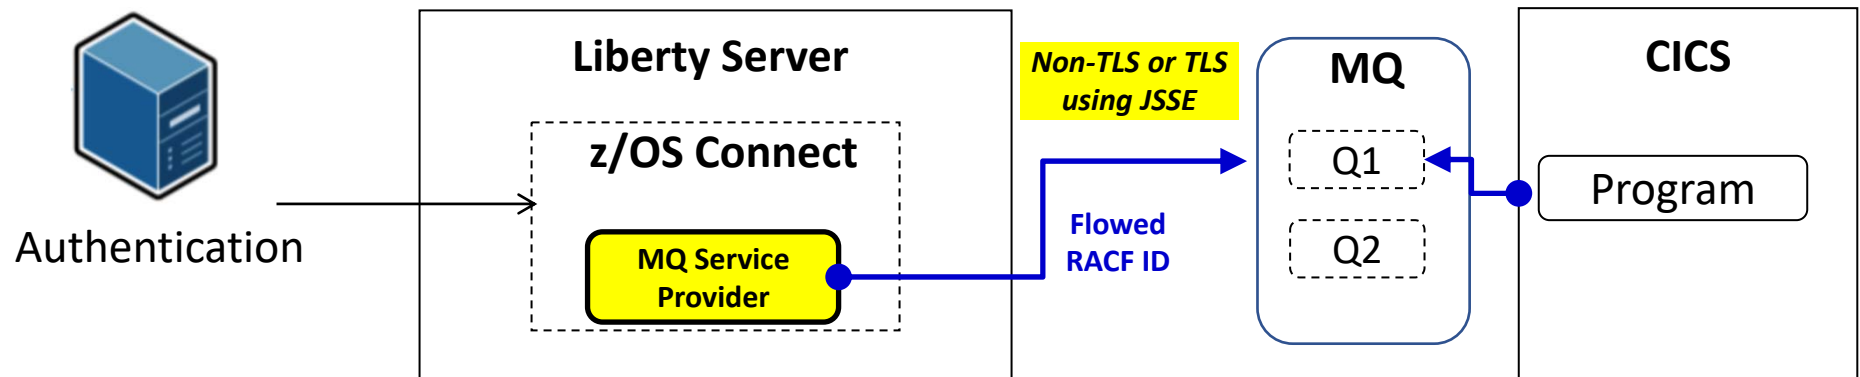 Authentication
Liberty Server
z/OS Connect
MQ Service
Provider
Non-TLS or TLS
using JSSE
Flowed
RACF ID
MQ
Q1
Q2
CICS
Program